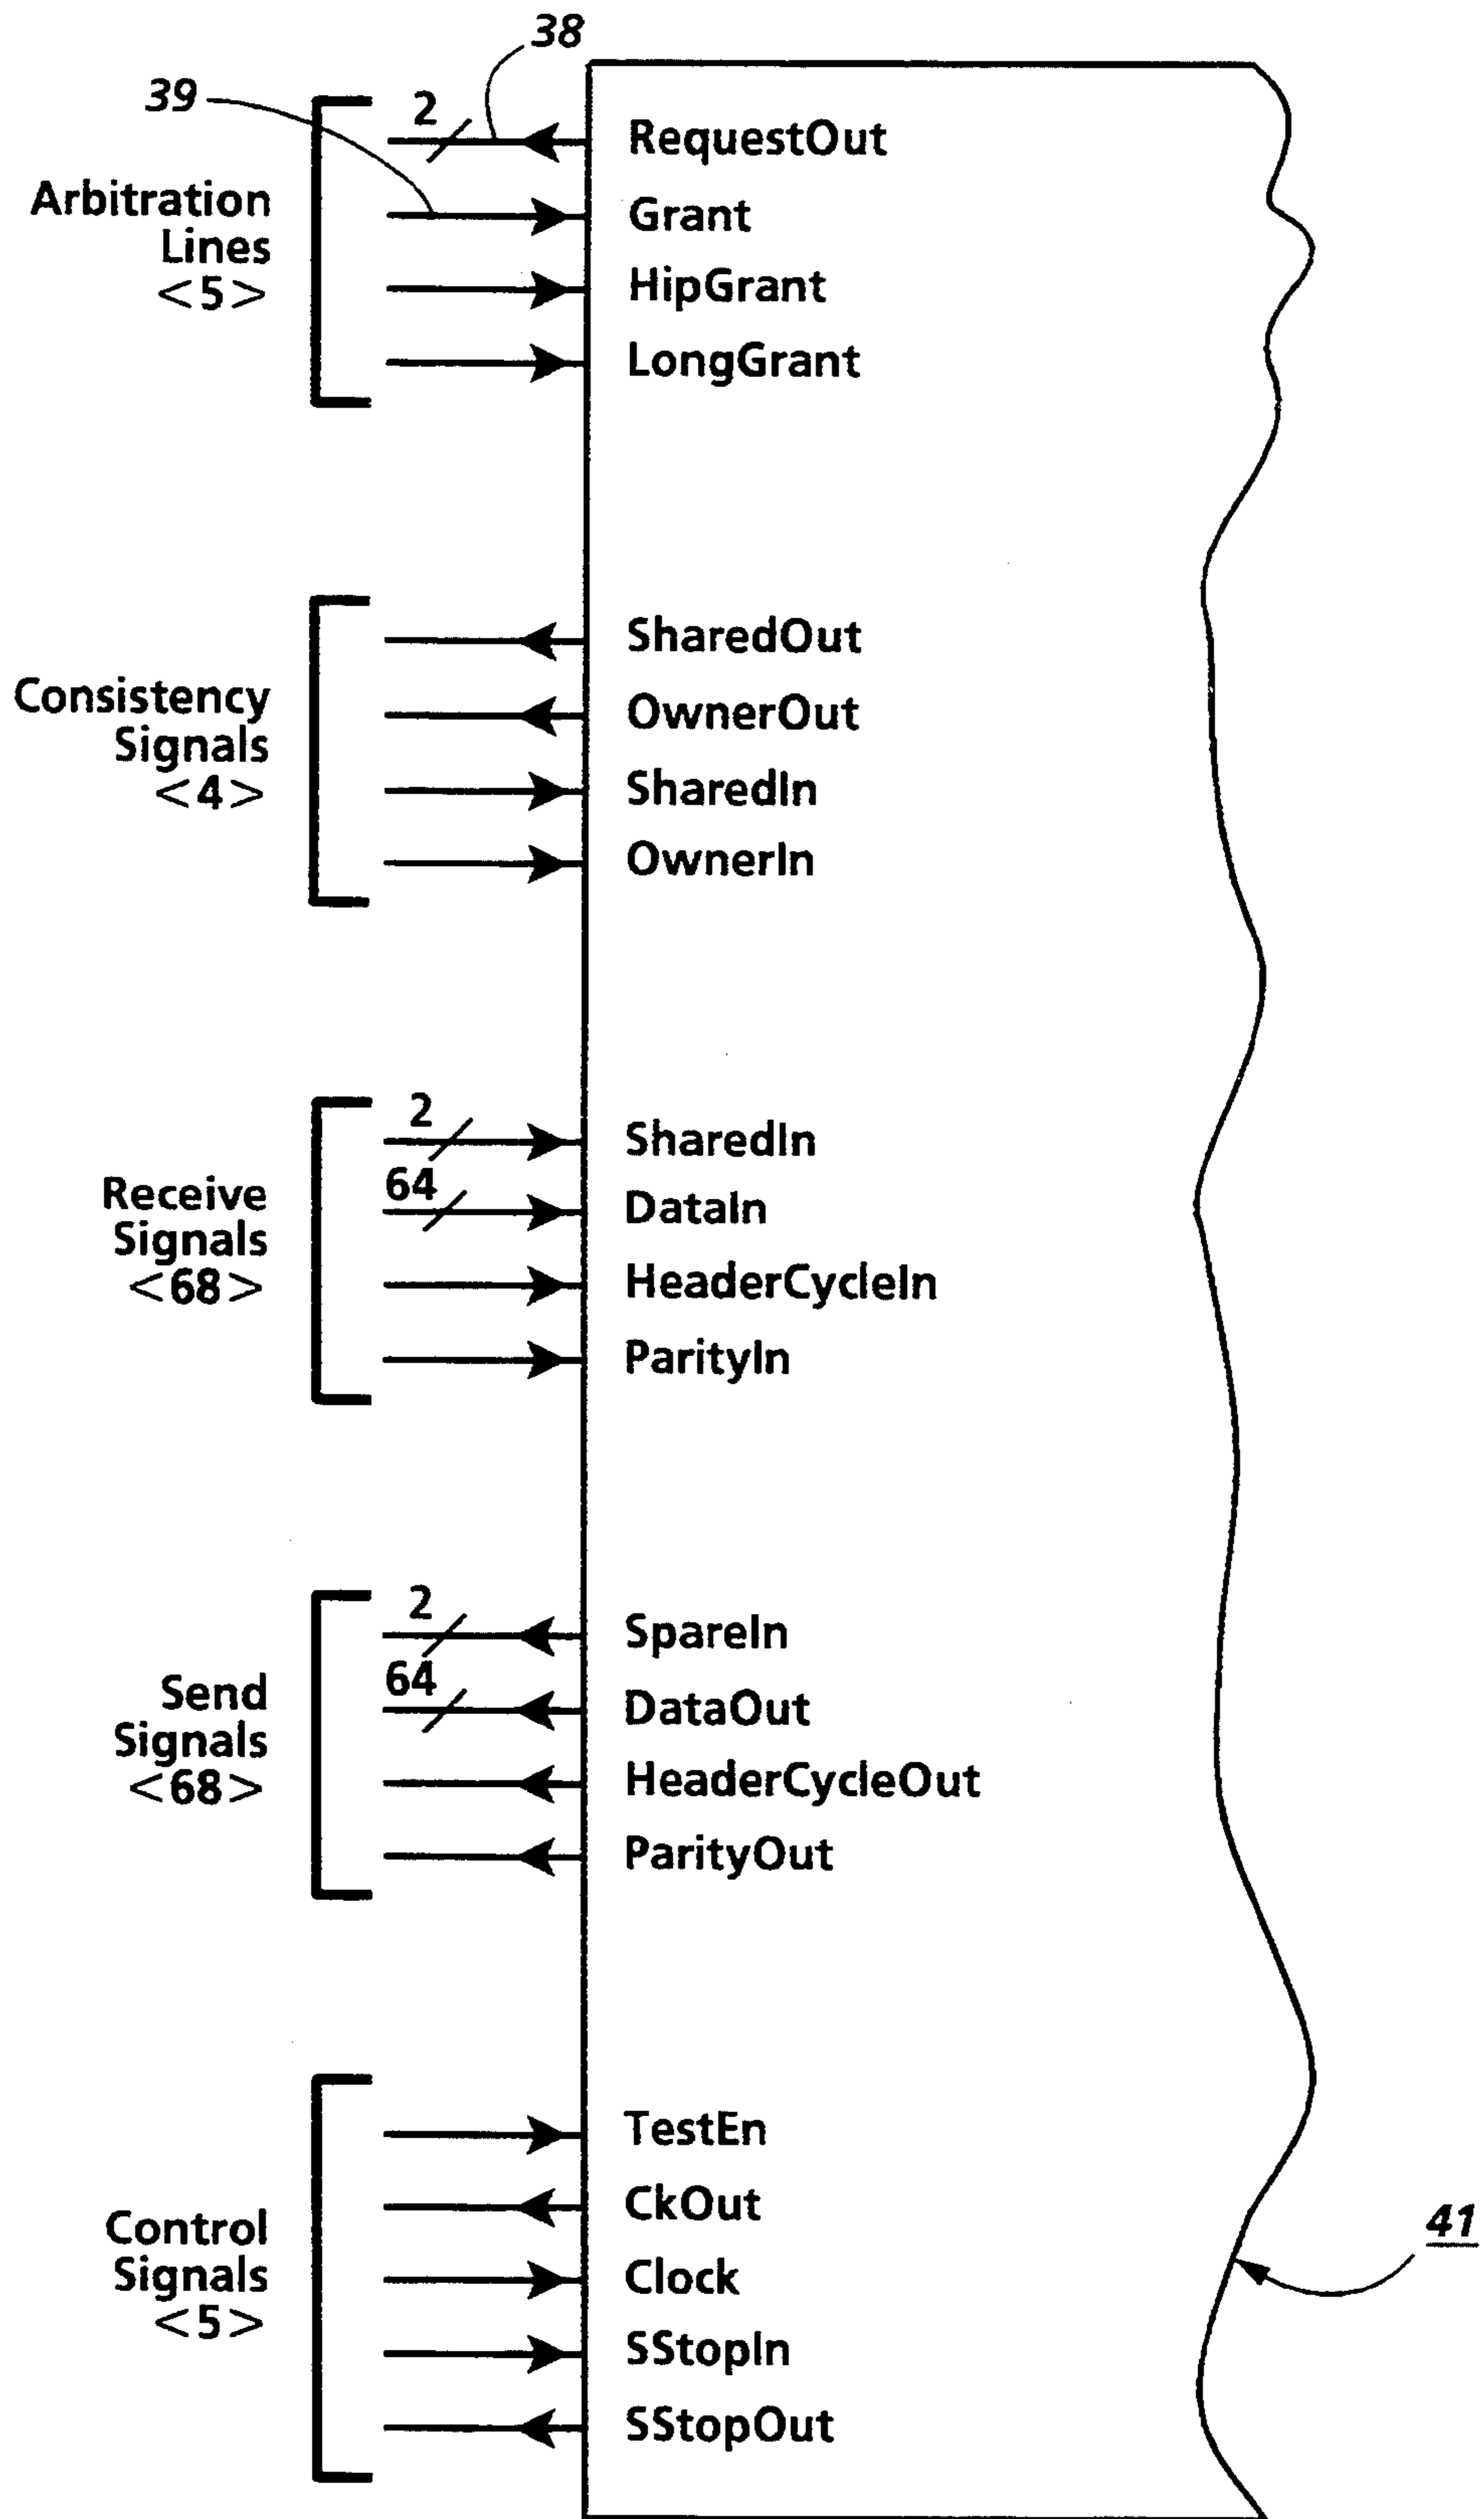 38
39
2
RequestOut
Arbitration
Lines
<5>
Grant
HipGrant
LongGrant
Consistency
Signals
<4>
SharedOut
OwnerOut
SharedIn
OwnerIn
Receive
Signals
<68>
2
SharedIn
64
DataIn
HeaderCycleIn
ParityIn
Send
Signals
<68>
2
SpareIn
64
DataOut
HeaderCycleOut
ParityOut
Control
Signals
<5>
TestEn
CkOut
Clock
SStopIn
SStopOut
41